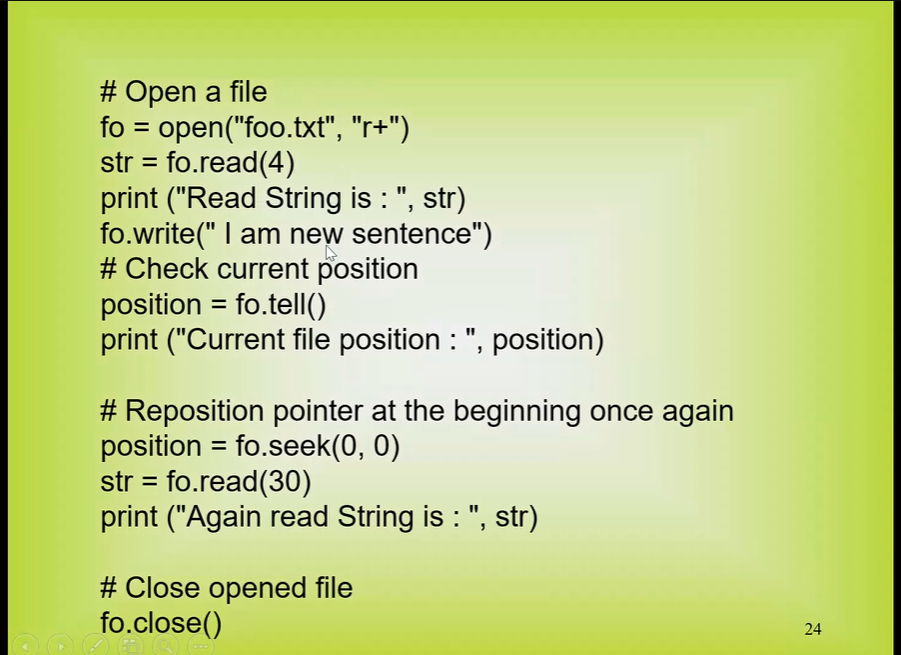 # Open a file
fo = open("foo.txt", "r+")
str = fo.read(4)
print ("Read String is : ", str)
fo.write(" I am new sentence")
# Check current position
position = fo.tell()
print ("Current file position : ", position)
# Reposition pointer at the beginning once again
position = fo.seek(0, 0)
str = fo.read(30)
print ("Again read String is : ", str)
# Close opened file
fo.close()
24